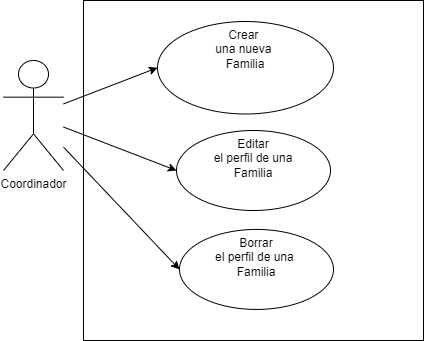 Crear
una nueva
Familia
Editar
el perfil de una
Familia
Coordinador
Borrar
el perfil de una
Familia